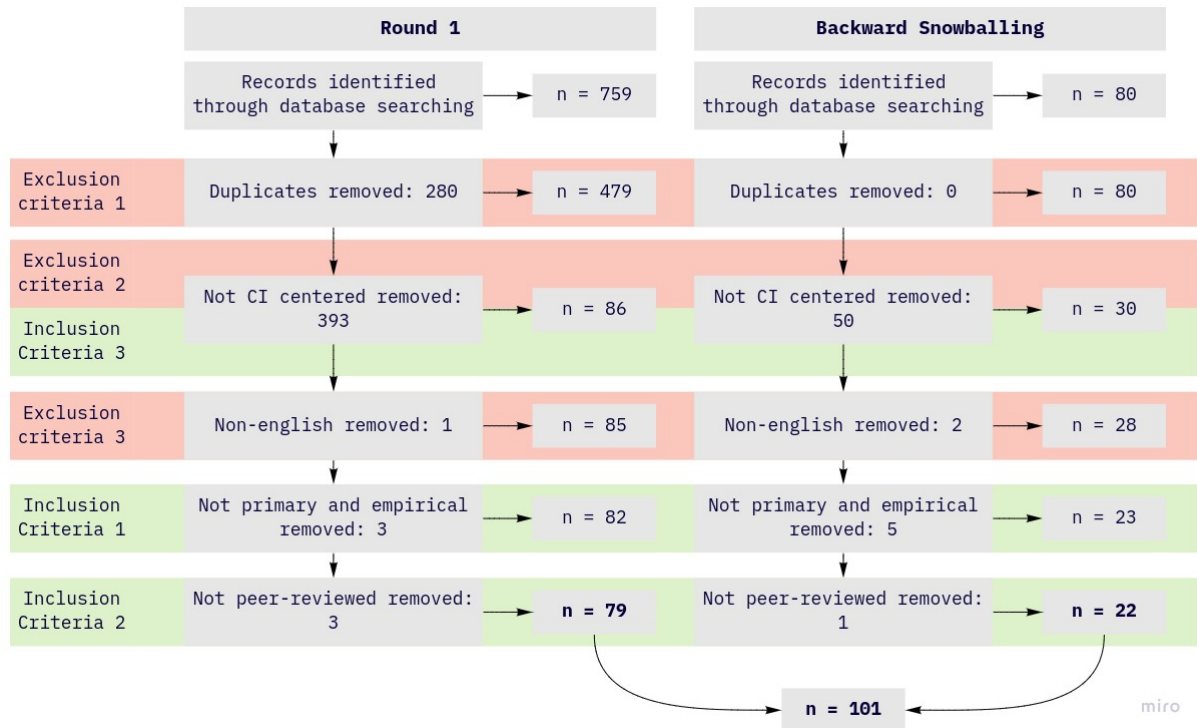 Round 1
Backward Snowballing
Records identified
through database searching
n = 759
Records identified
through database searching
n = 80
Exclusion
criteria 1
Duplicates removed: 280
n = 479
Duplicates removed: 0
n = 80
Exclusion
criteria 2
Inclusion
Criteria 3
Not CI centered removed:
393
n = 86
Not CI centered removed:
50
n = 30
Exclusion
criteria 3
Non-english removed: 1
n = 85
Non-english removed: 2
n = 28
Inclusion
Criteria 1
Not primary and empirical
removed: 3
n = 82
Not primary and empirical
removed: 5
n = 23
Inclusion
Criteria 2
Not peer-reviewed removed:
3
n = 79
Not peer-reviewed removed:
1
n = 22
n = 101
miro